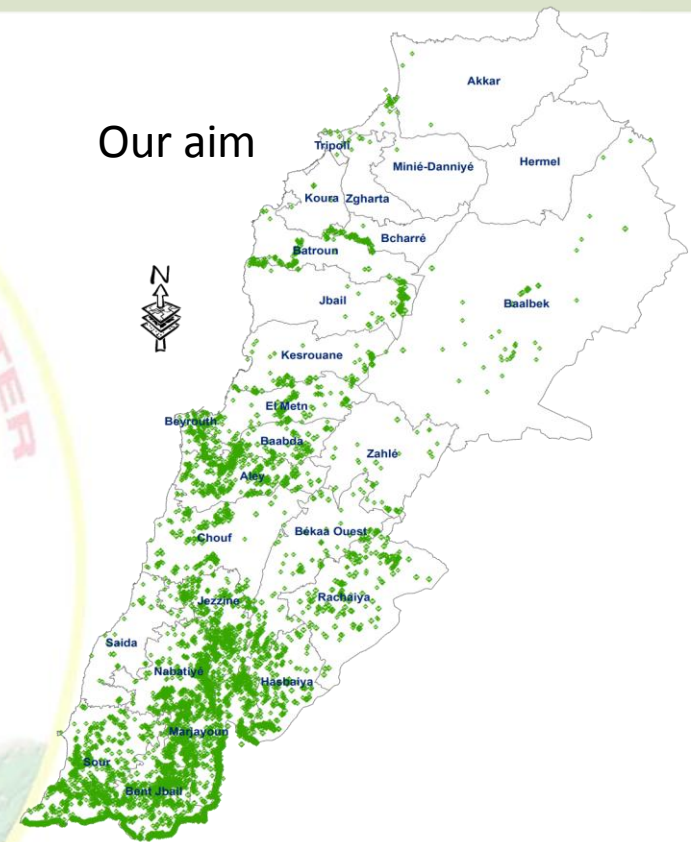 Akkar
Our aim
Tripoli
Hermel
Minié-Danniyé
Koura
Zgharta
Bcharré
Batroun
N
Jbail
Baalbek
Kesrouane
El Metn
Beyrouth
Baabda
Zahlé
Aley
Chouf
Békaa Ouest
Jezzine
Rachaiya
Saida
Nabatiyé
Hasbaiya
Marjayoun
Sour
Bent Jbail
TER